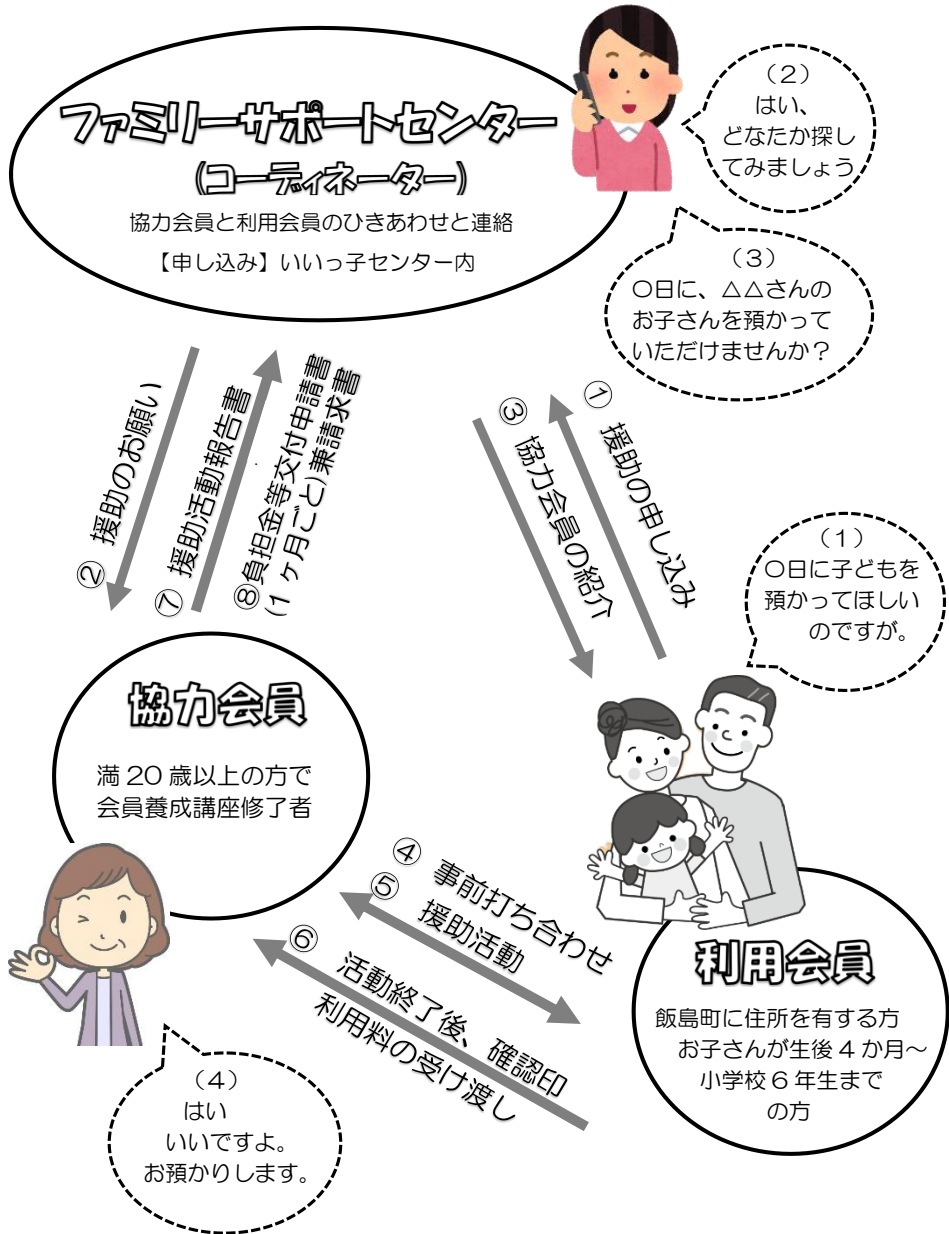 ファミリーサポートセンター
(コーディネーター)
協力会員と利用会員のひきあわせと連絡
【申し込み】いいっ子センター内
(2)
はい、
どなたか探し
てみましょう
(3)
〇日に、△△さんの
お子さんを預かって
いただけませんか?
② 援助のお願い
⑦ 援助活動報告書
⑧負担金等交付申請書
(1 ヶ月ごと)兼請求書
③ 協力会員の紹介
① 援助の申し込み
(1)
〇日に子どもを
預かってほしい
のですが。
協力会員
満 20 歳以上の方で
会員養成講座修了者
④ 事前打ち合わせ
⑤ 援助活動
⑥ 活動終了後、確認印
利用料の受け渡し
利用会員
飯島町に住所を有する方
お子さんが生後 4 か月~
小学校 6 年生まで
の方
(4)
はい
いいですよ。
お預かりします。